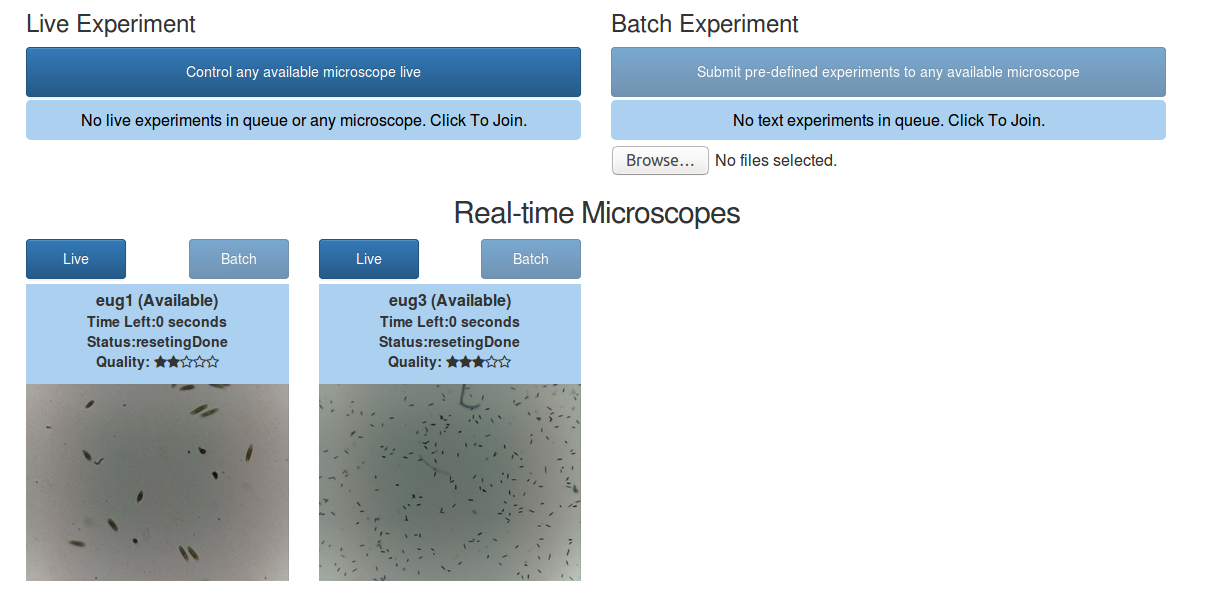 Live Experiment
Control any available microscope live
No live experiments in queue or any microscope. Click To Join.
Batch Experiment
Submit pre-defined experiments to any available microscope
No text experiments in queue. Click To Join.
Browse... No files selected.
Real-time Microscopes
Live Batch
eug1 (Available)
Time Left:0 seconds
Status:resetingDone
Quality: ★★☆☆☆
Live Batch
eug3 (Available)
Time Left:0 seconds
Status:resetingDone
Quality: ★★★☆☆